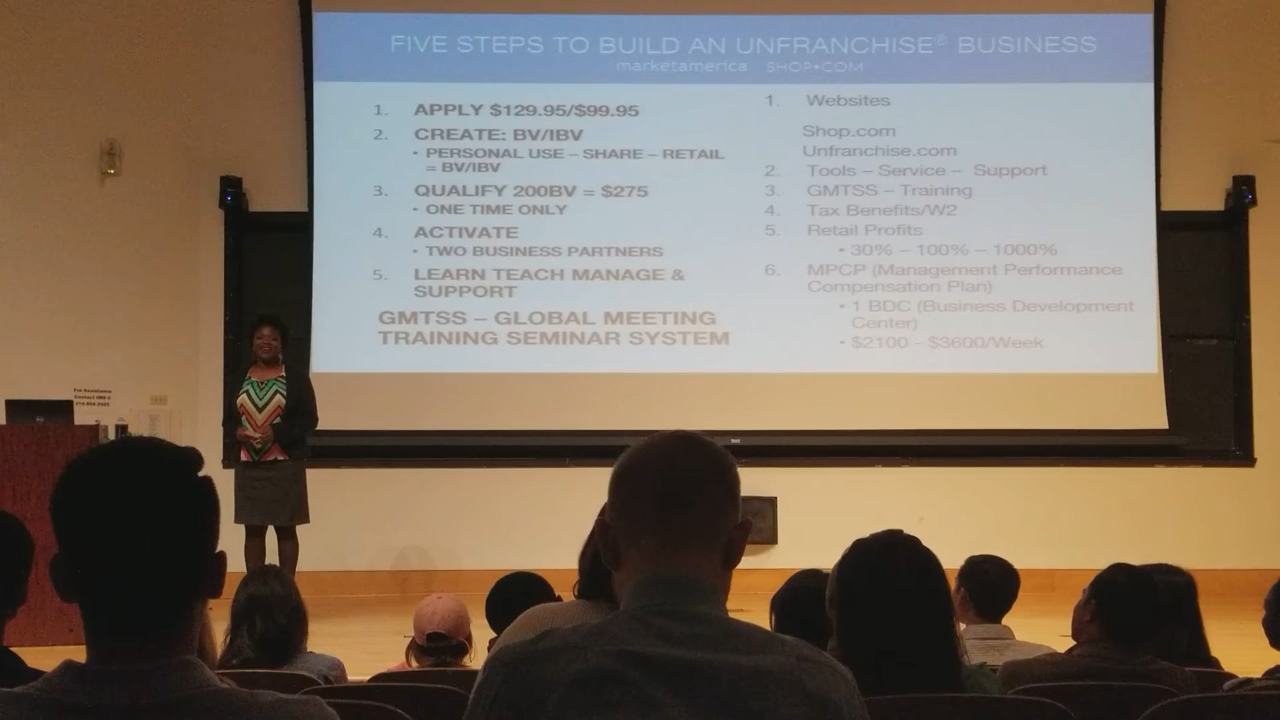 FIVE STEPS TO BUILD AN UNFRANCHISE® BUSINESS
marketamerica SHOP•COM
1. APPLY $129.95/$99.95
2. CREATE: BV/IBV
• PERSONAL USE – SHARE – RETAIL
= BV/IBV
3. QUALIFY 200BV = $275
• ONE TIME ONLY
4. ACTIVATE
• TWO BUSINESS PARTNERS
5. LEARN TEACH MANAGE &
SUPPORT
GMTSS – GLOBAL MEETING
TRAINING SEMINAR SYSTEM
1. Websites
Shop.com
Unfranchise.com
2. Tools – Service – Support
3. GMTSS – Training
4. Tax Benefits/W2
5. Retail Profits
• 30% – 100% – 1000%
6. MPCP (Management Performance
Compensation Plan)
• 1 BDC (Business Development
Center)
• $2100 - $3600/Week
For Assistance